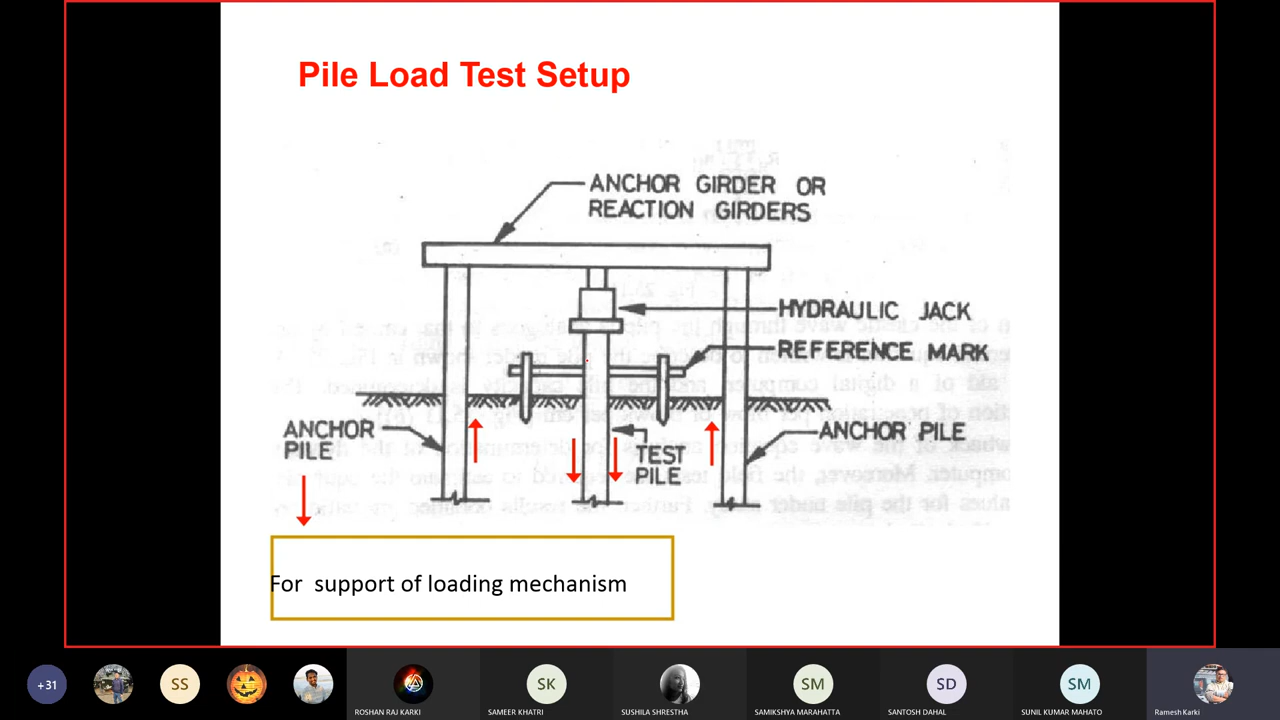 Pile Load Test Setup
ANCHOR GIRDER OR
REACTION GIRDERS
HYDRAULIC JACK
REFERENCE MARK
ANCHOR
PILE
ANCHOR PILE
TEST
PILE
For support of loading mechanism
+31
SS
SK
SM
SD
SM
ROSHAN RAJ KARKI
SAMEER KHATRI
SUSHILA SHRESTHA
SAMIKSHYA MARAHATTA
SANTOSH DAHAL
SUNIL KUMAR MAHATO
Ramesh Karki